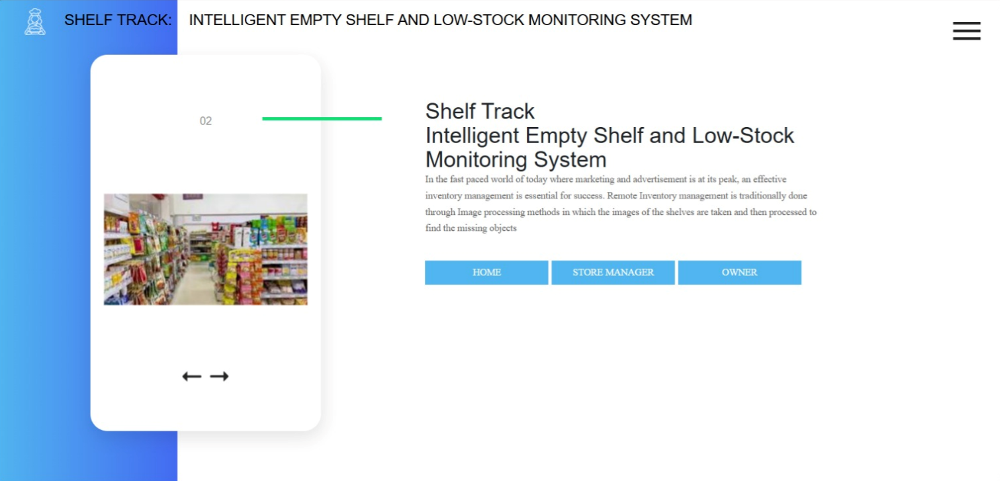 SHELF TRACK: INTELLIGENT EMPTY SHELF AND LOW-STOCK MONITORING SYSTEM
02
Shelf Track
Intelligent Empty Shelf and Low-Stock
Monitoring System
In the fast paced world of today where marketing and advertisement is at its peak, an effective
inventory management is essential for success. Remote Inventory management is traditionally done
through Image processing methods in which the images of the shelves are taken and then processed to
find the missing objects
HOME STORE MANAGER OWNER